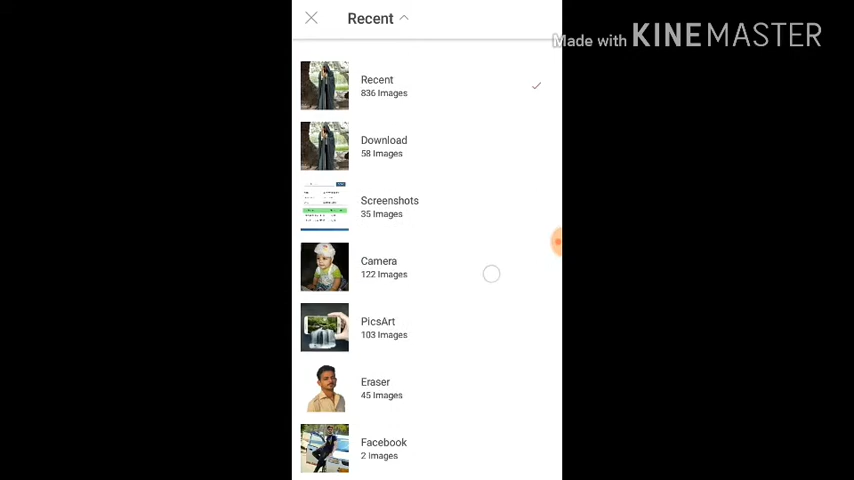 Recent
Made with KINEMASTER
Recent
836 Images
Download
58 Images
Screenshots
35 Images
Camera
122 Images
PicsArt
103 Images
Eraser
45 Images
Facebook
2 Images